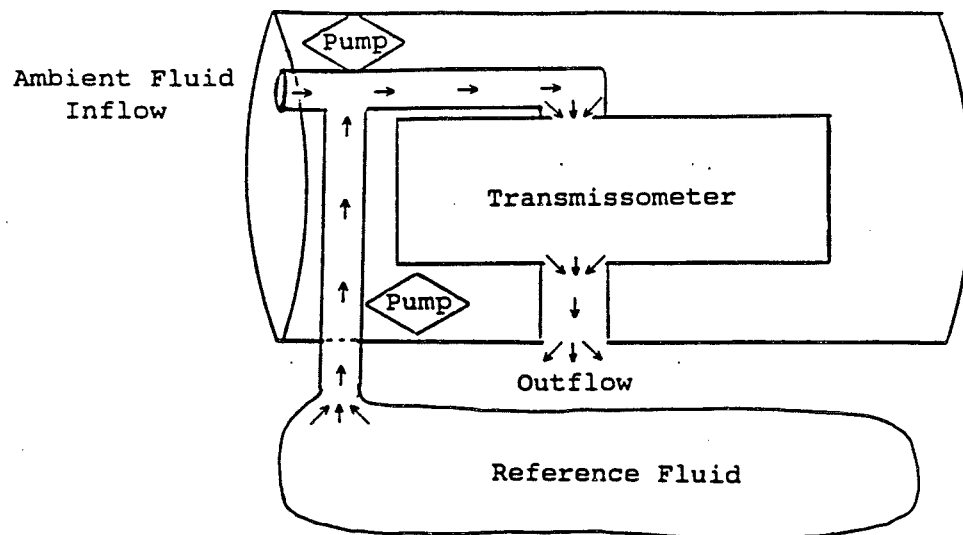 Pump
Ambient Fluid
Inflow
Transmissometer
Pump
Outflow
Reference Fluid